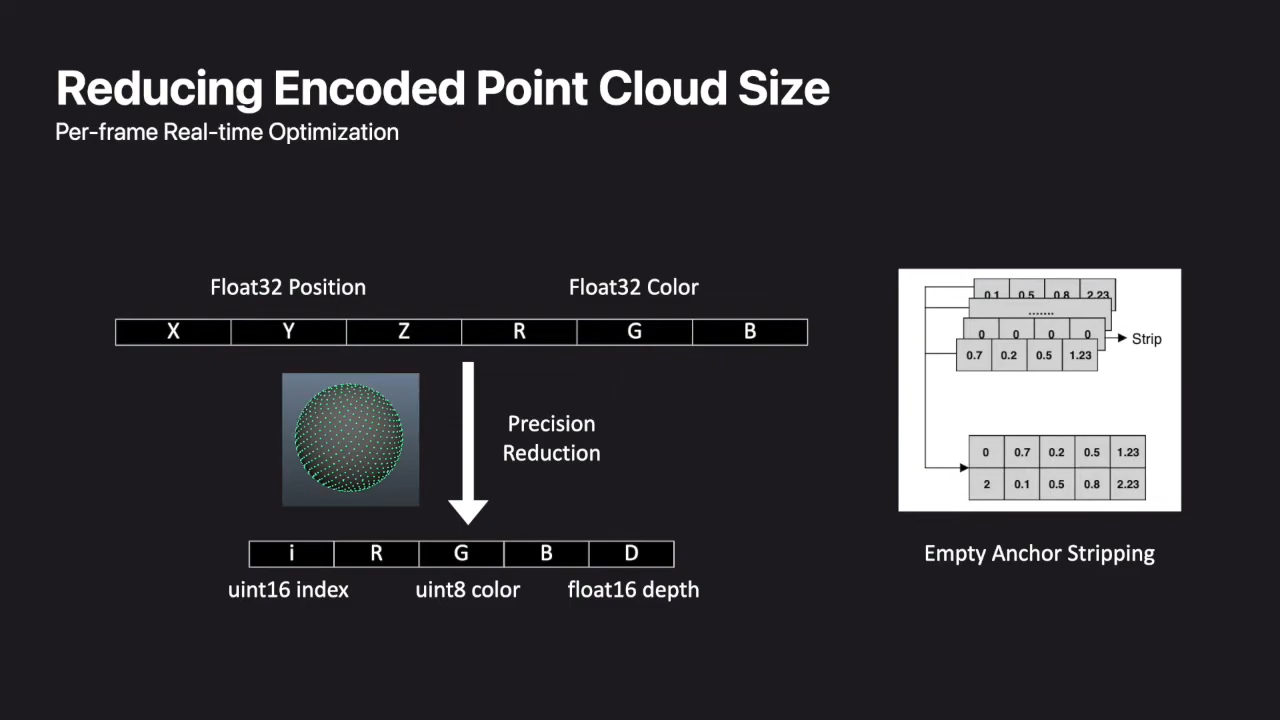 Reducing Encoded Point Cloud Size
Per-frame Real-time Optimization
Float32 Position
Float32 Color
X Y Z R G B
Precision
Reduction
i R G B D
uint16 index
uint8 color
float16 depth
0.1 0.5 0.8 2.23
.......
0 0 0 0
Strip
0.7 0.2 0.5 1.23
0 0.7 0.2 0.5 1.23
2 0.1 0.5 0.8 2.23
Empty Anchor Stripping